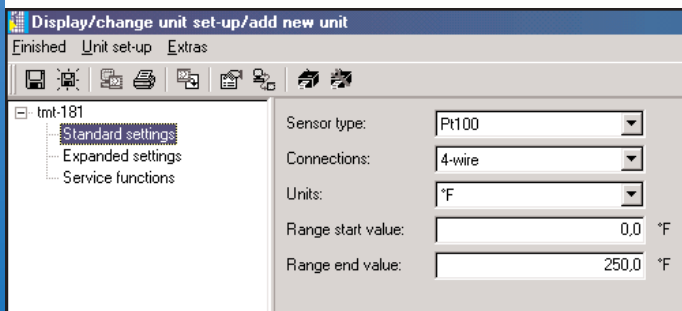 Display/change unit set-up/add new unit
Finished Unit set-up Extras
tmt-181
Standard settings
Expanded settings
Service functions
Sensor type: Pt100
Connections: 4-wire
Units: °F
Range start value: 0,0 °F
Range end value: 250,0 °F